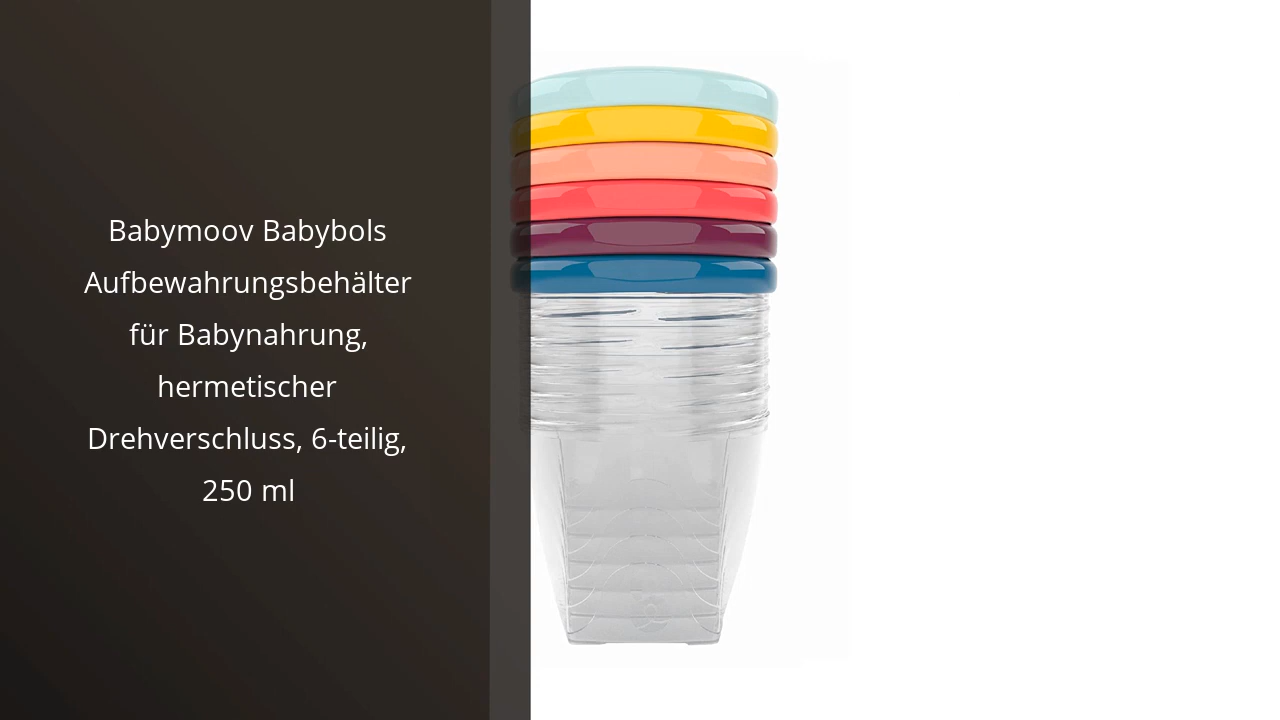 Babymoov Babybols
Aufbewahrungsbehälter
für Babynahrung,
hermetischer
Drehverschluss, 6-teilig,
250 ml